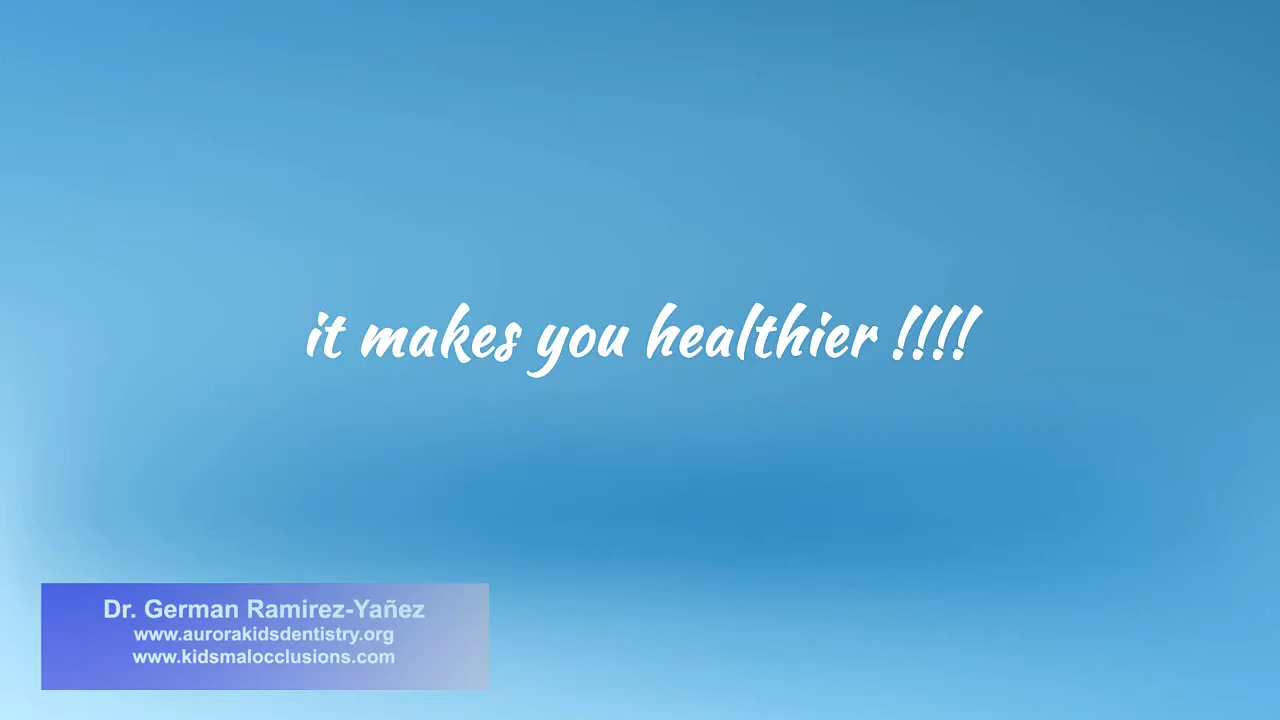 it makes you healthier !!!!
Dr. German Ramirez-Yañez
www.aurorakidsdentistry.org
www.kidsmalocclusions.com